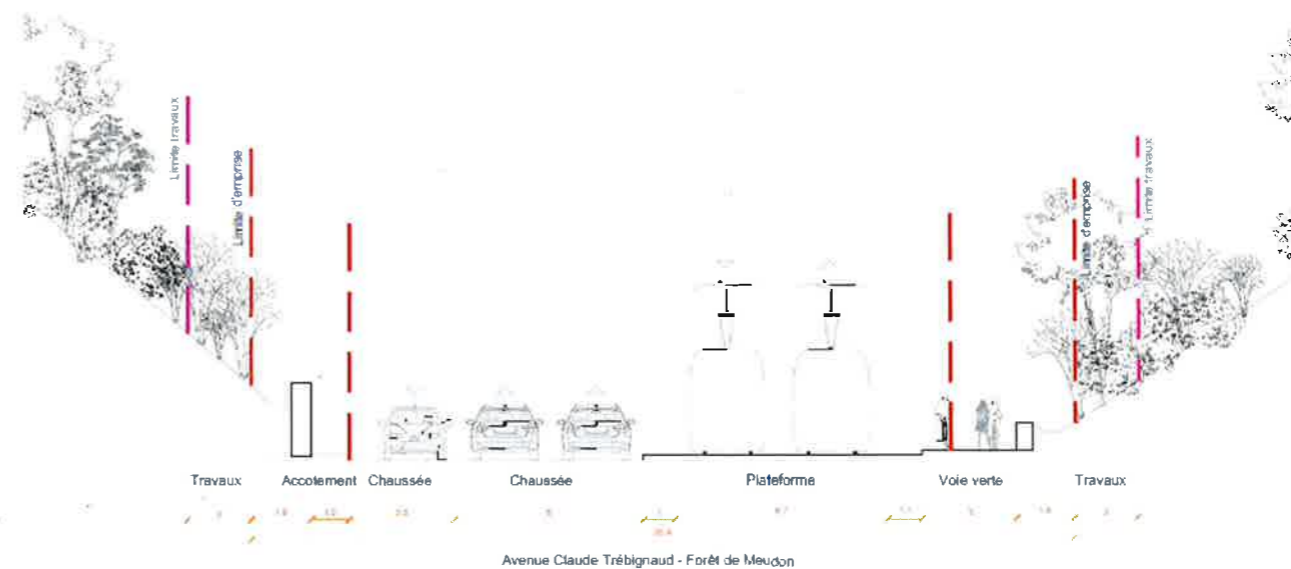 Limite travaux
Limite d'emprise
Limite d'emprise
Limite travaux
Travaux Accotement Chaussée Chaussée Plateforme Voie verte Travaux
Avenue Claude Trébignaud - Forêt de Meudon